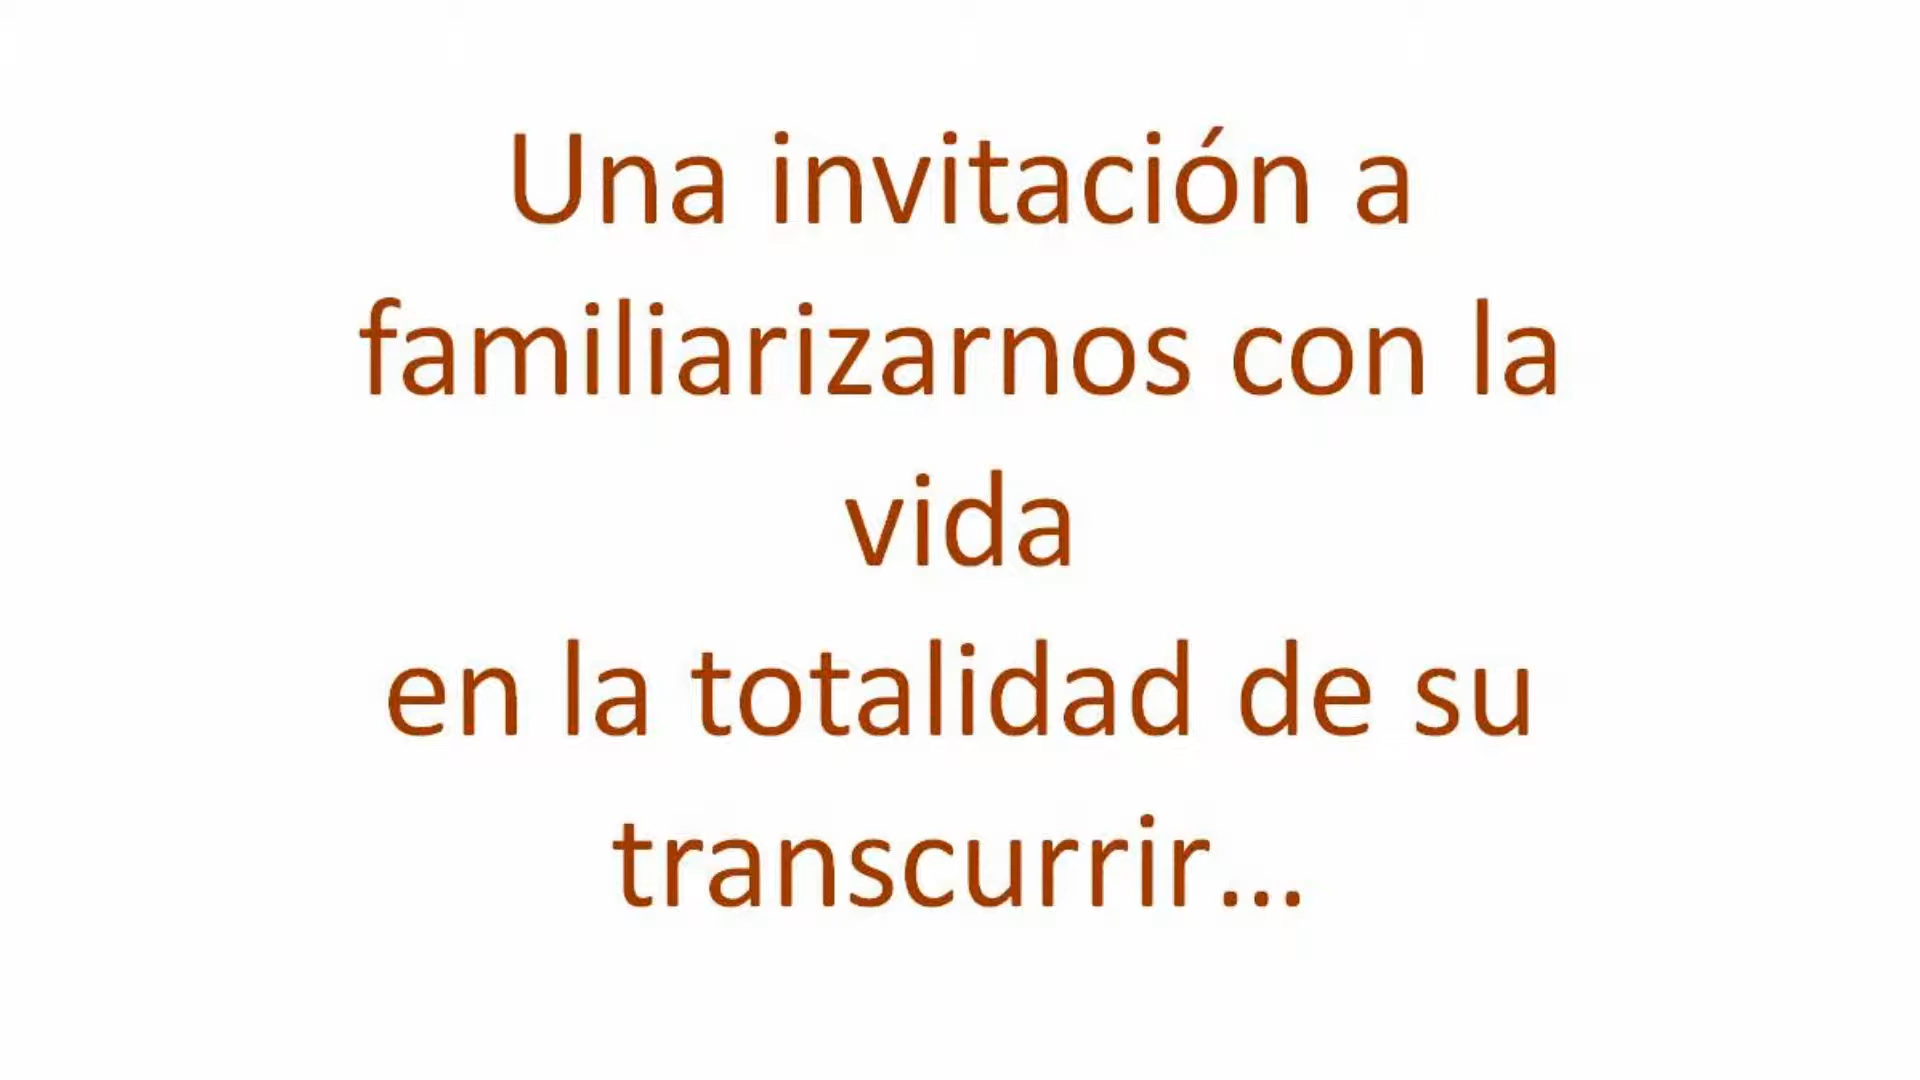 Una invitación a
familiarizarnos con la
vida
en la totalidad de su
transcurrir...